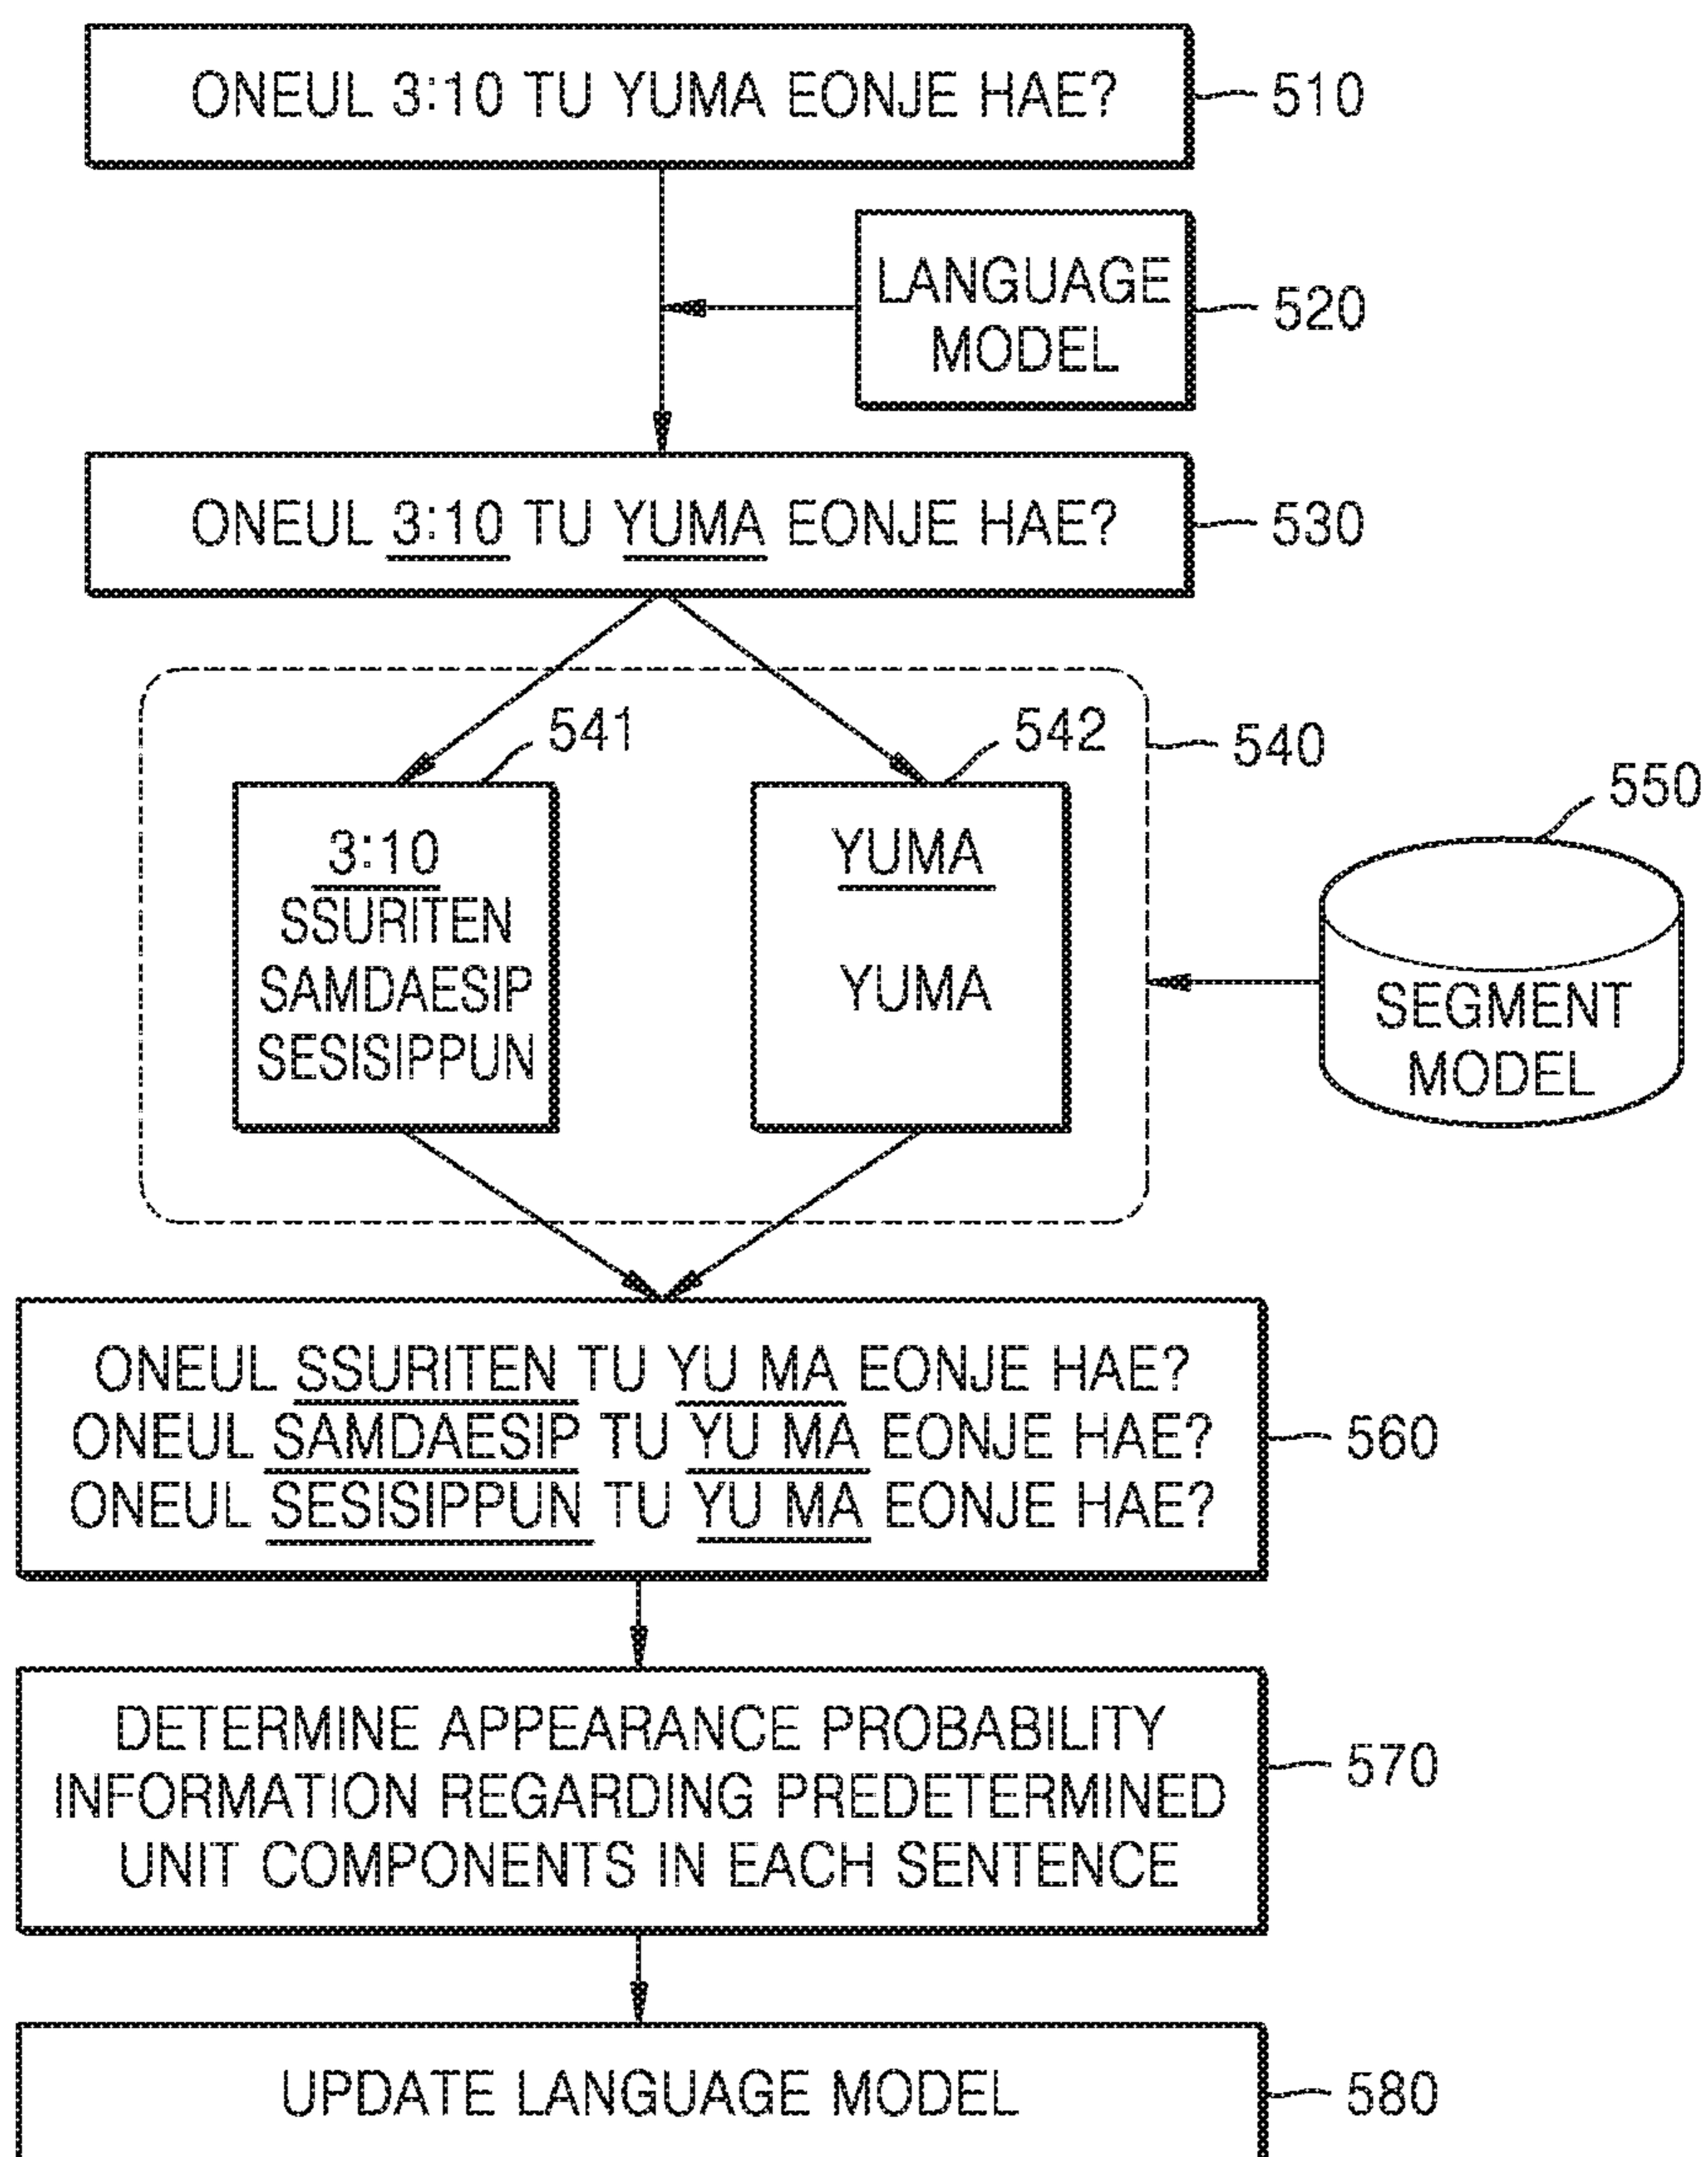 ONEUL 3:10 TU YUMA EONJE HAE?
510
LANGUAGE
MODEL
520
ONEUL 3:10 TU YUMA EONJE HAE?
530
541
542
540
550
3:10
SSURITEN
SAMDAESIP
SESISIPPUN
YUMA
YUMA
SEGMENT
MODEL
ONEUL SSURITEN TU YU MA EONJE HAE?
ONEUL SAMDAESIP TU YU MA EONJE HAE?
ONEUL SESISIPPUN TU YU MA EONJE HAE?
560
DETERMINE APPEARANCE PROBABILITY
INFORMATION REGARDING PREDETERMINED
UNIT COMPONENTS IN EACH SENTENCE
570
UPDATE LANGUAGE MODEL
580